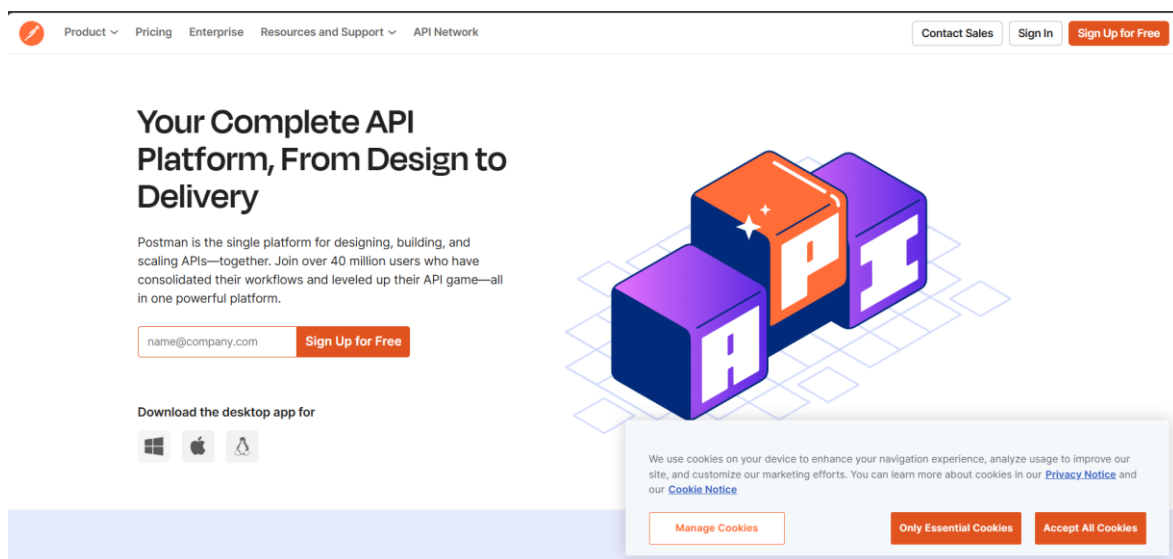 Product Pricing Enterprise Resources and Support API Network Contact Sales Sign In Sign Up for Free
Your Complete API
Platform, From Design to
Delivery
Postman is the single platform for designing, building, and
scaling APIs—together. Join over 40 million users who have
consolidated their workflows and leveled up their API game—all
in one powerful platform.
name@company.com Sign Up for Free
Download the desktop app for
API
We use cookies on your device to enhance your navigation experience, analyze usage to improve our
site, and customize our marketing efforts. You can learn more about cookies in our Privacy Notice and
our Cookie Notice
Manage Cookies Only Essential Cookies Accept All Cookies